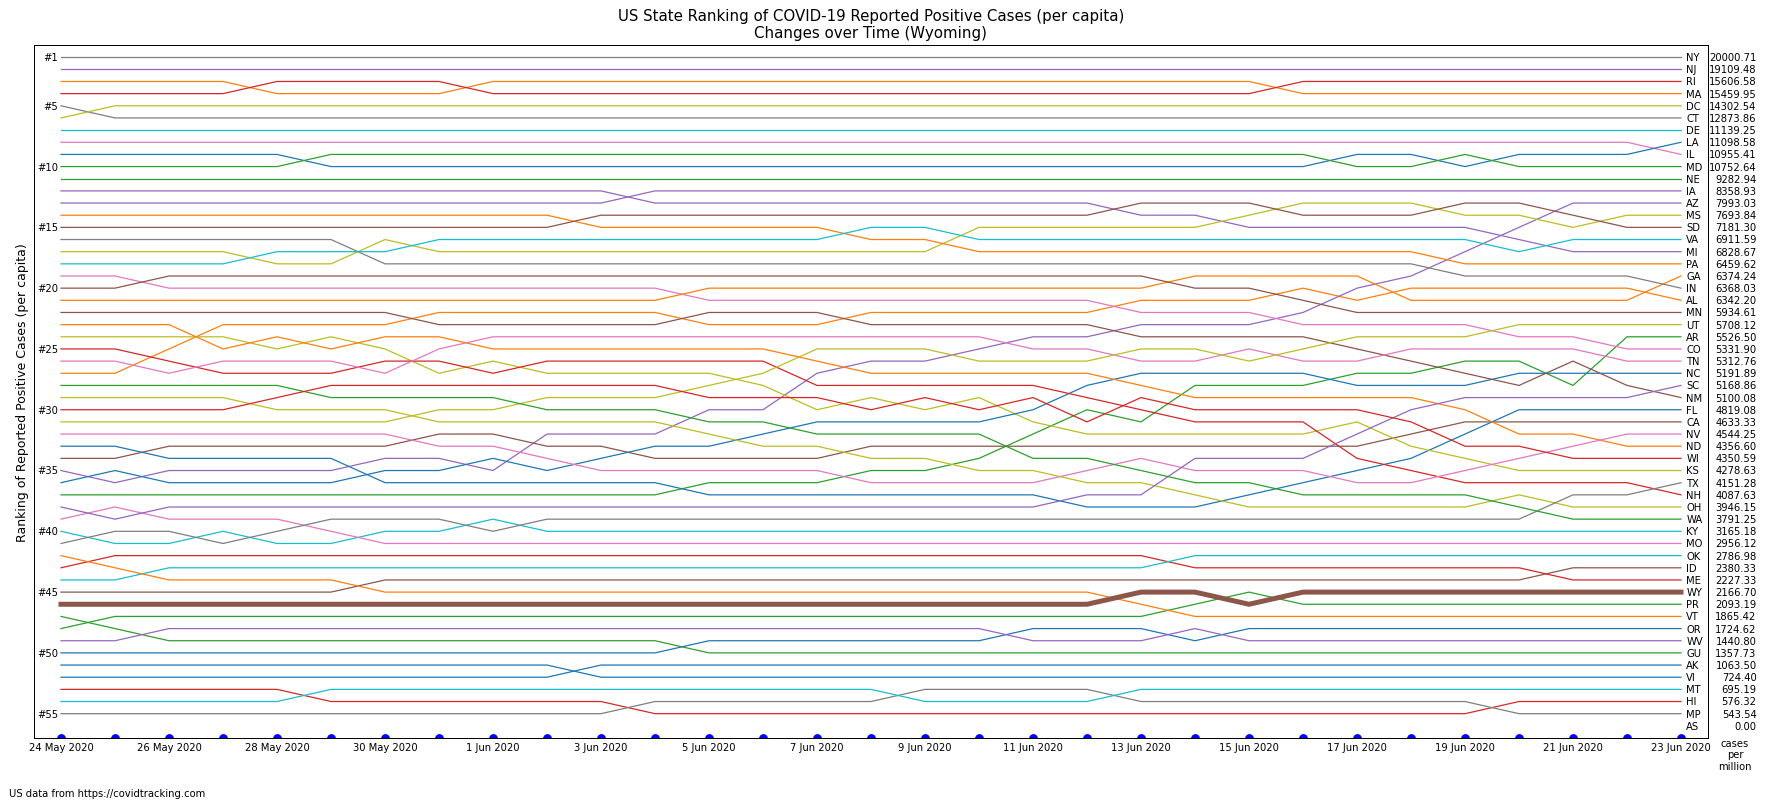 US State Ranking of COVID-19 Reported Positive Cases (per capita)
Changes over Time (Wyoming)
Ranking of Reported Positive Cases (per capita)
#1
#5
#10
#15
#20
#25
#30
#35
#40
#45
#50
#55
NY 20000.71
NJ 19109.48
RI 15606.58
MA 15459.95
DC 14302.54
CT 12873.86
DE 11139.25
LA 11098.58
IL 10955.41
MD 10752.64
NE 9282.94
IA 8358.93
AZ 7993.03
MS 7693.84
SD 7181.30
VA 6911.59
MI 6828.67
PA 6459.62
GA 6374.24
IN 6368.03
AL 6342.20
MN 5934.61
UT 5708.12
AR 5526.50
CO 5331.90
TN 5312.76
NC 5191.89
SC 5168.86
NM 5100.08
FL 4819.08
CA 4633.33
NV 4544.25
ND 4356.60
WI 4350.59
KS 4278.63
TX 4151.28
NH 4087.63
OH 3946.15
WA 3791.25
KY 3165.18
MO 2956.12
OK 2786.98
ID 2380.33
ME 2227.33
WY 2166.70
PR 2093.19
VT 1865.42
OR 1724.62
WV 1440.80
GU 1357.73
AK 1063.50
VI 724.40
MT 695.19
HI 576.32
MP 543.54
AS 0.00
24 May 2020 26 May 2020 28 May 2020 30 May 2020 1 Jun 2020 3 Jun 2020 5 Jun 2020 7 Jun 2020 9 Jun 2020 11 Jun 2020 13 Jun 2020 15 Jun 2020 17 Jun 2020 19 Jun 2020 21 Jun 2020 23 Jun 2020
cases
per
million
US data from https://covidtracking.com